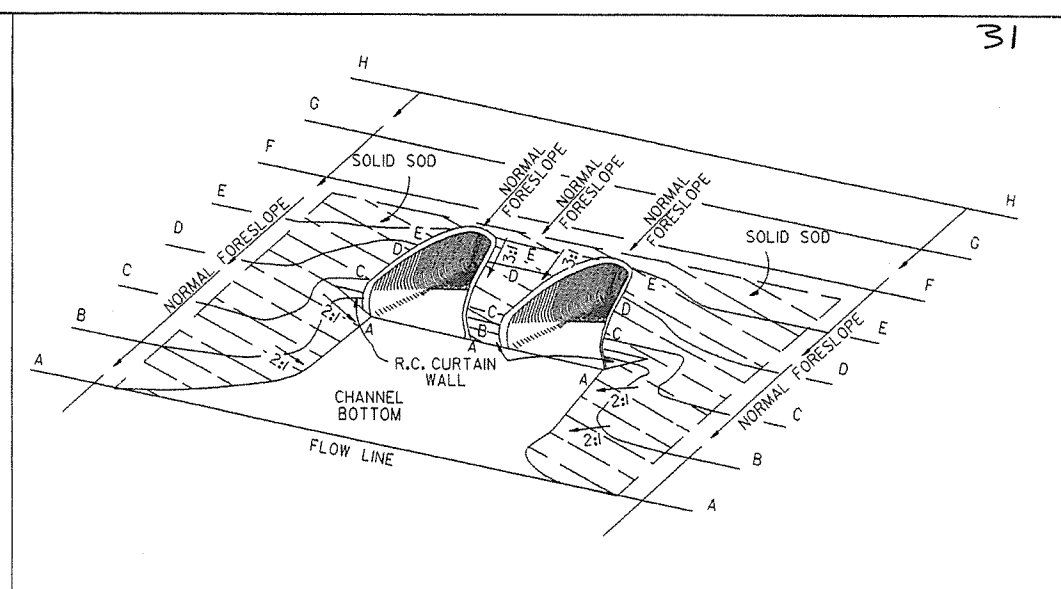 31
H
G
F
SOLID SOD
E
D
C
B
A
NORMAL FORESLOPE
NORMAL
FORESLOPE
NORMAL
FORESLOPE
NORMAL
FORESLOPE
H
G
SOLID SOD
F
E
D
C
B
A
NORMAL FORESLOPE
E
D
C
A
2:1
2:1
3:1
E
D
C
B
A
3:1
E
D
C
A
2:1
2:1
R.C. CURTAIN
WALL
CHANNEL
BOTTOM
FLOW LINE